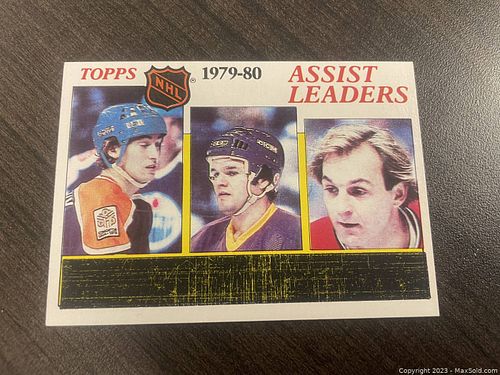 TOPPS NHL 1979-80 ASSIST
LEADERS
Copyright 2023 - MaxSold.com